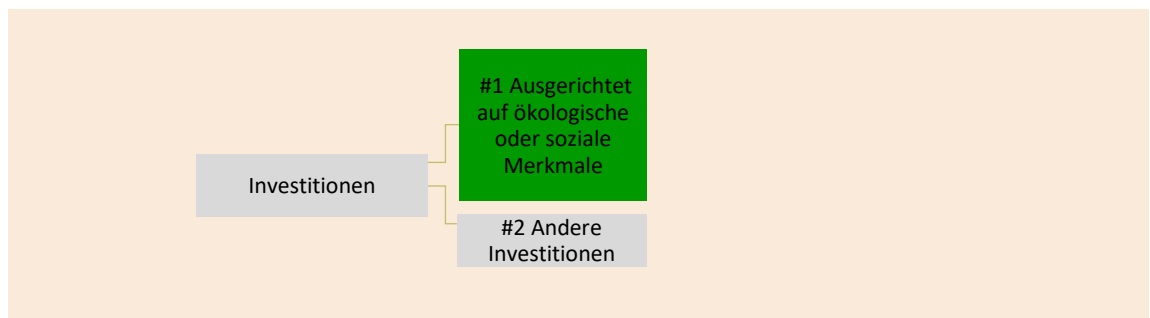 #1 Ausgerichtet
auf ökologische
oder soziale
Merkmale
Investitionen
#2 Andere
Investitionen